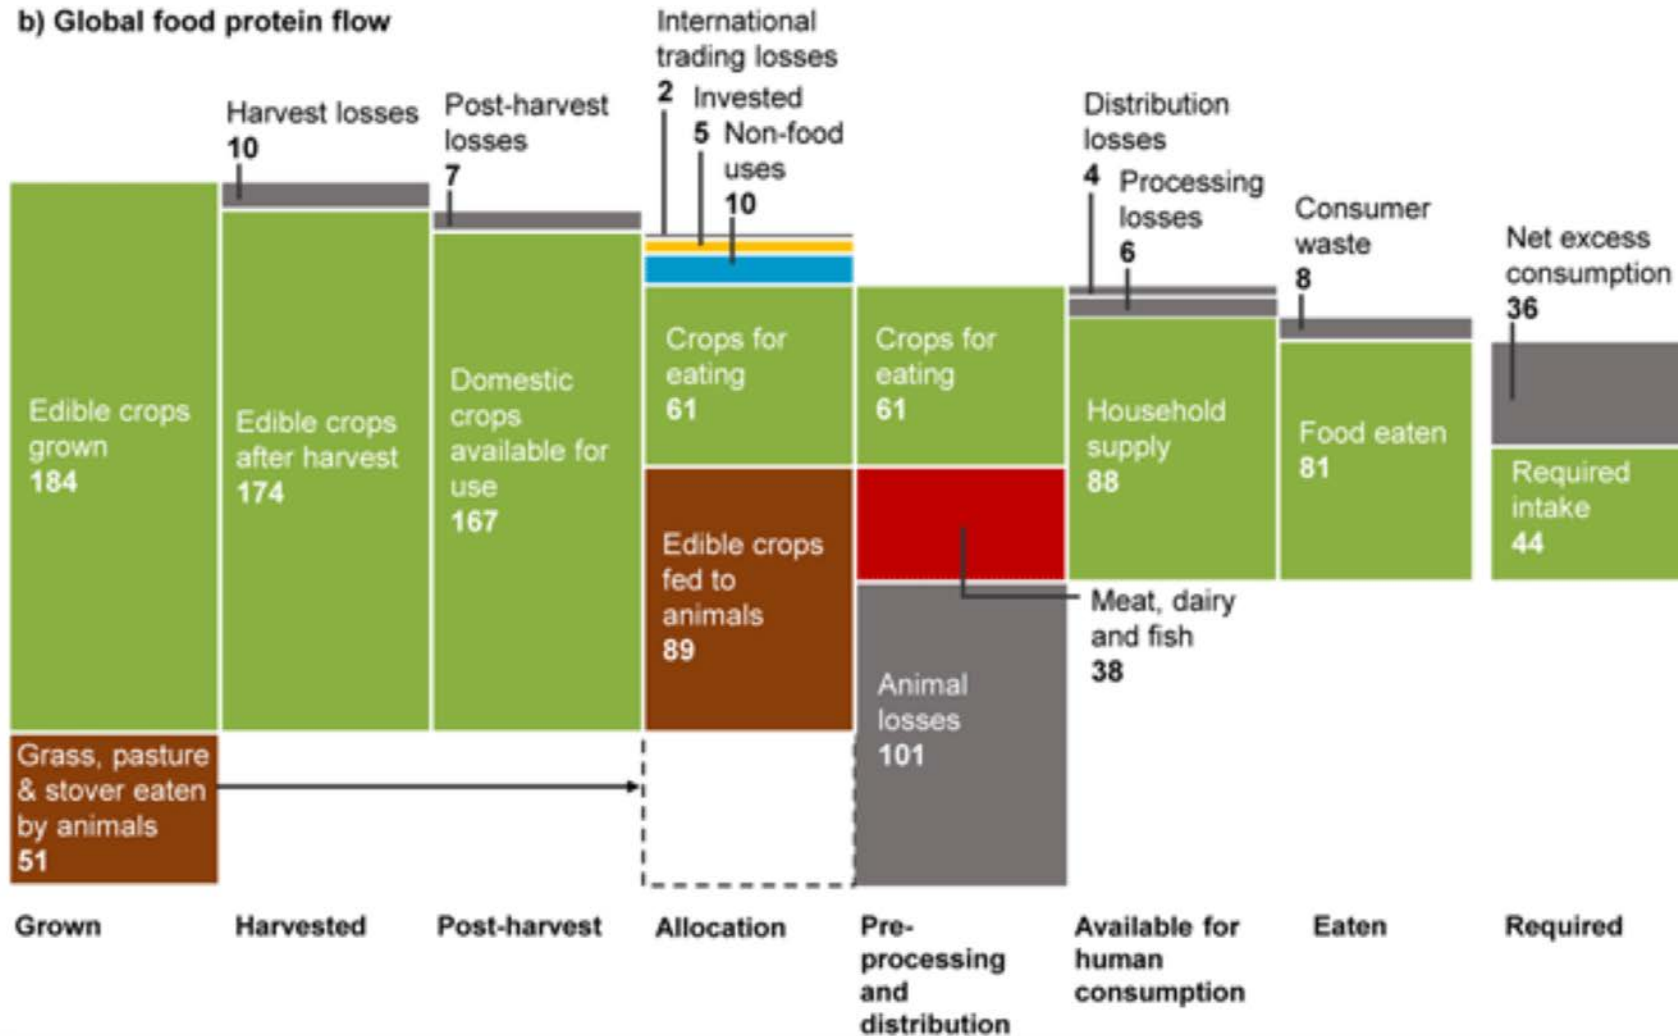 b) Global food protein flow
International
trading losses
2
Invested
5
Non-food
uses
10
Harvest losses
10
Post-harvest
losses
7
Distribution
losses
4
Processing
losses
6
Consumer
waste
8
Net excess
consumption
36
Edible crops
grown
184
Edible crops
after harvest
174
Domestic
crops
available for
use
167
Crops for
eating
61
Crops for
eating
61
Household
supply
88
Food eaten
81
Required
intake
44
Edible crops
fed to
animals
89
Meat, dairy
and fish
38
Animal
losses
101
Grass, pasture
& stover eaten
by animals
51
Grown
Harvested
Post-harvest
Allocation
Pre-
processing
and
distribution
Available for
human
consumption
Eaten
Required